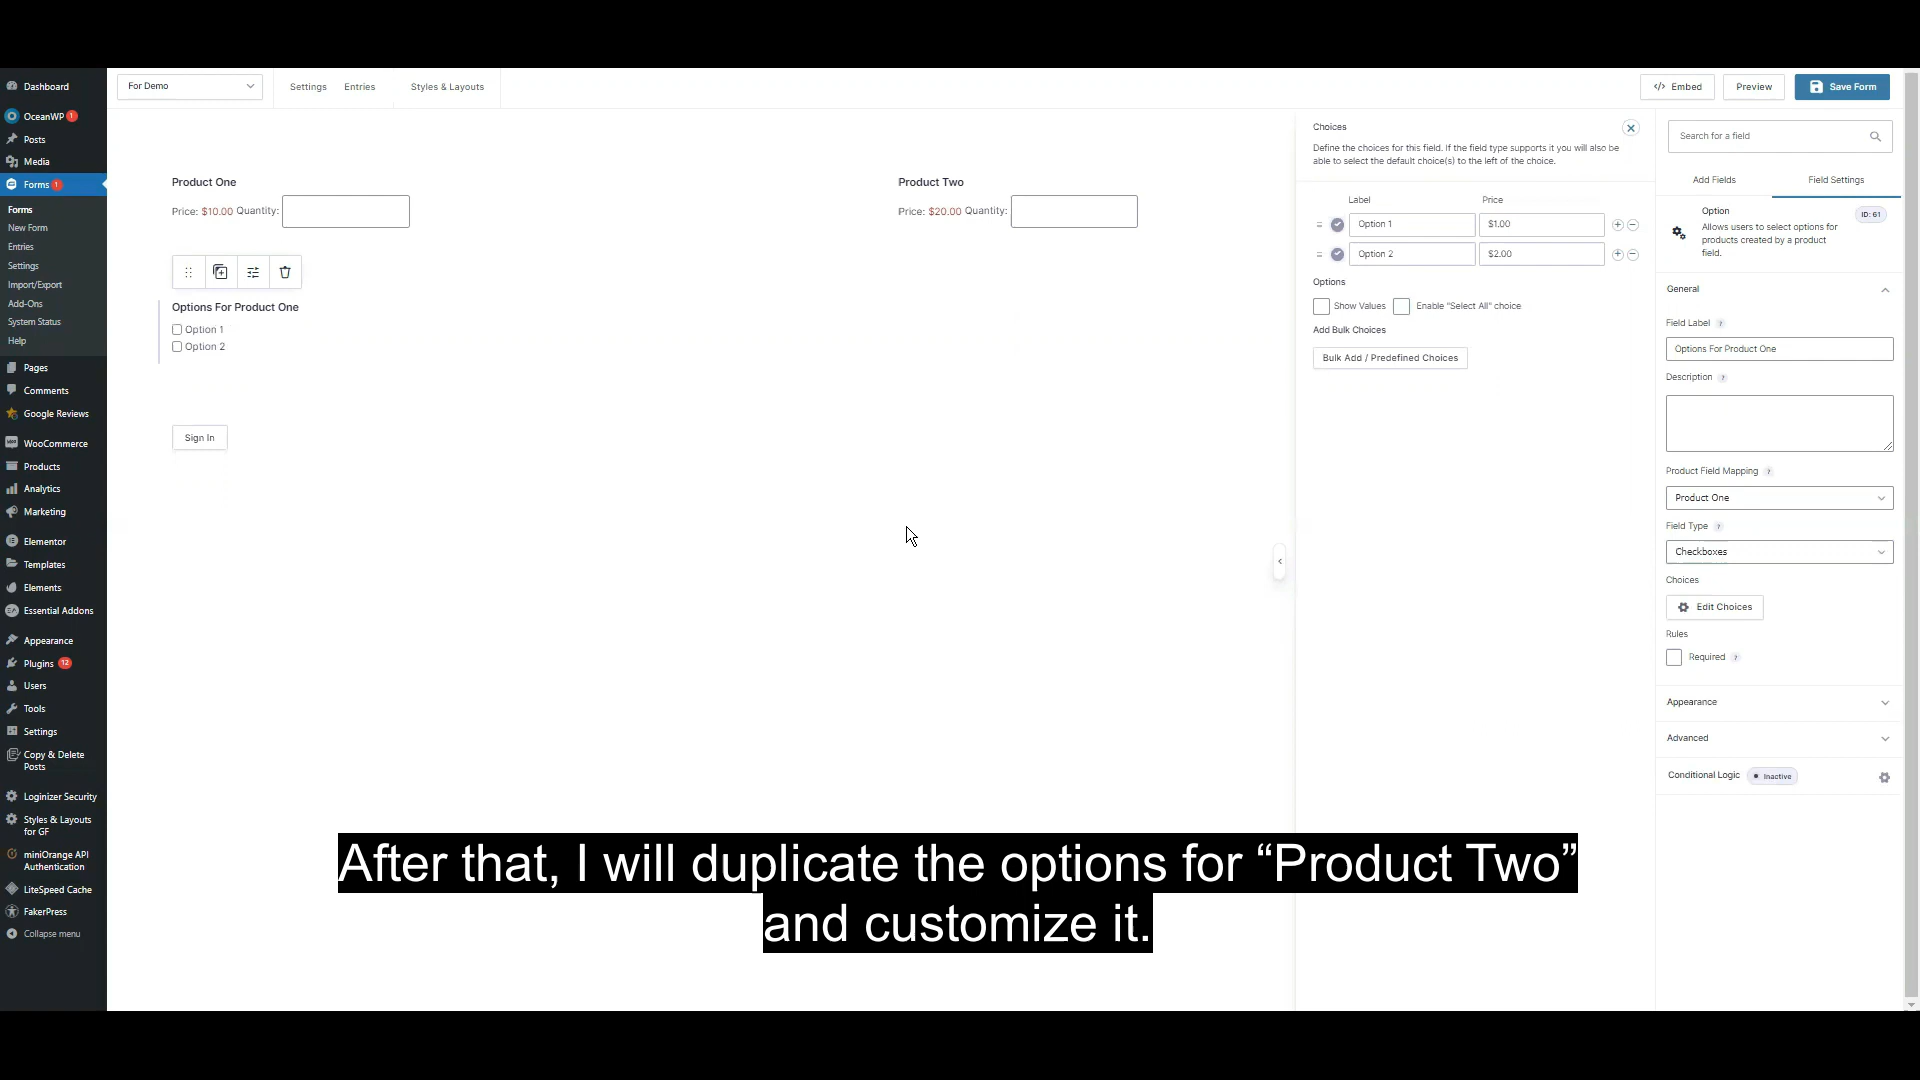 Dashboard
OceanWP 1
Posts
Media
Forms 1
Forms
New Form
Entries
Settings
Import/Export
Add-Ons
System Status
Help
Pages
Comments
Google Reviews
WooCommerce
Products
Analytics
Marketing
Elementor
Templates
Elements
Essential Addons
Appearance
Plugins 12
Users
Tools
Settings
Copy & Delete
Posts
Loginizer Security
Styles & Layouts
for GF
miniOrange API
Authentication
LiteSpeed Cache
FakerPress
Collapse menu
For Demo
Settings
Entries
Styles & Layouts
Embed
Preview
Save Form
Product One
Price: $10.00 Quantity:
Product Two
Price: $20.00 Quantity:
Options For Product One
Option 1
Option 2
Sign In
Choices
Define the choices for this field. If the field type supports it you will also be
able to select the default choice(s) to the left of the choice.
Label Price
Option 1 $1.00
Option 2 $2.00
Options
Show Values Enable "Select All" choice
Add Bulk Choices
Bulk Add / Predefined Choices
Search for a field
Add Fields Field Settings
Option ID: 61
Allows users to select options for
products created by a product
field.
General
Field Label ?
Options For Product One
Description ?
Product Field Mapping ?
Product One
Field Type ?
Checkboxes
Choices
Edit Choices
Rules
Required ?
Appearance
Advanced
Conditional Logic Inactive
After that, I will duplicate the options for “Product Two”
and customize it.